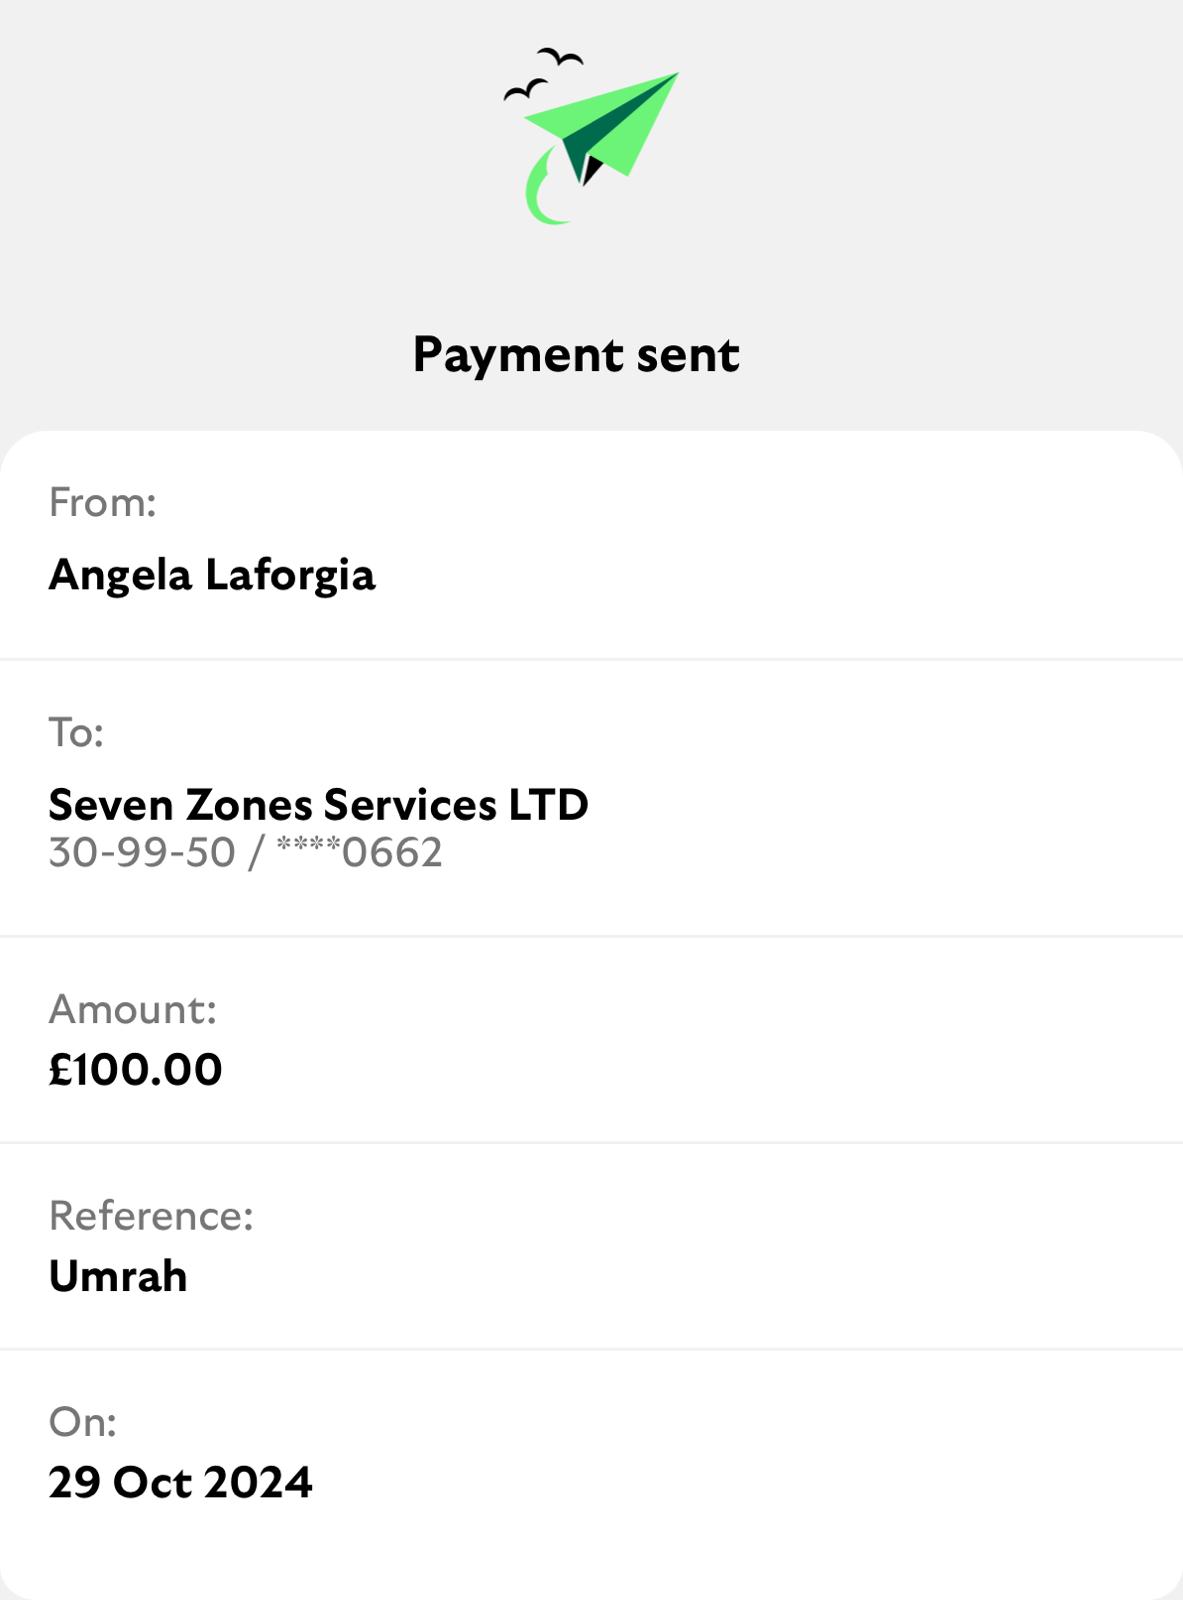 Payment sent
From:
Angela Laforgia
To:
Seven Zones Services LTD
30-99-50 / ****0662
Amount:
£100.00
Reference:
Umrah
On:
29 Oct 2024